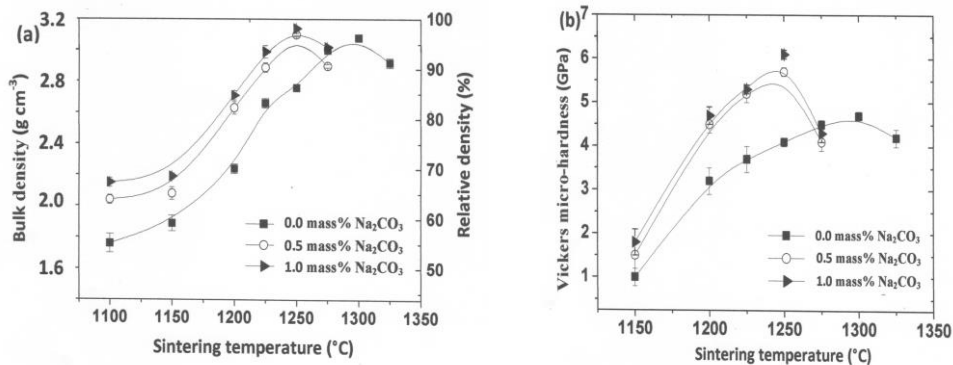 (a)
Bulk density (g cm⁻³)
3.2
2.8
2.4
2.0
1.6
Relative density (%)
100
90
80
70
60
50
0.0 mass% Na₂CO₃
0.5 mass% Na₂CO₃
1.0 mass% Na₂CO₃
1100 1150 1200 1250 1300 1350
Sintering temperature (°C)
(b)
Vickers micro-hardness (GPa)
7
6
5
4
3
2
1
0.0 mass% Na₂CO₃
0.5 mass% Na₂CO₃
1.0 mass% Na₂CO₃
1150 1200 1250 1300 1350
Sintering temperature (°C)